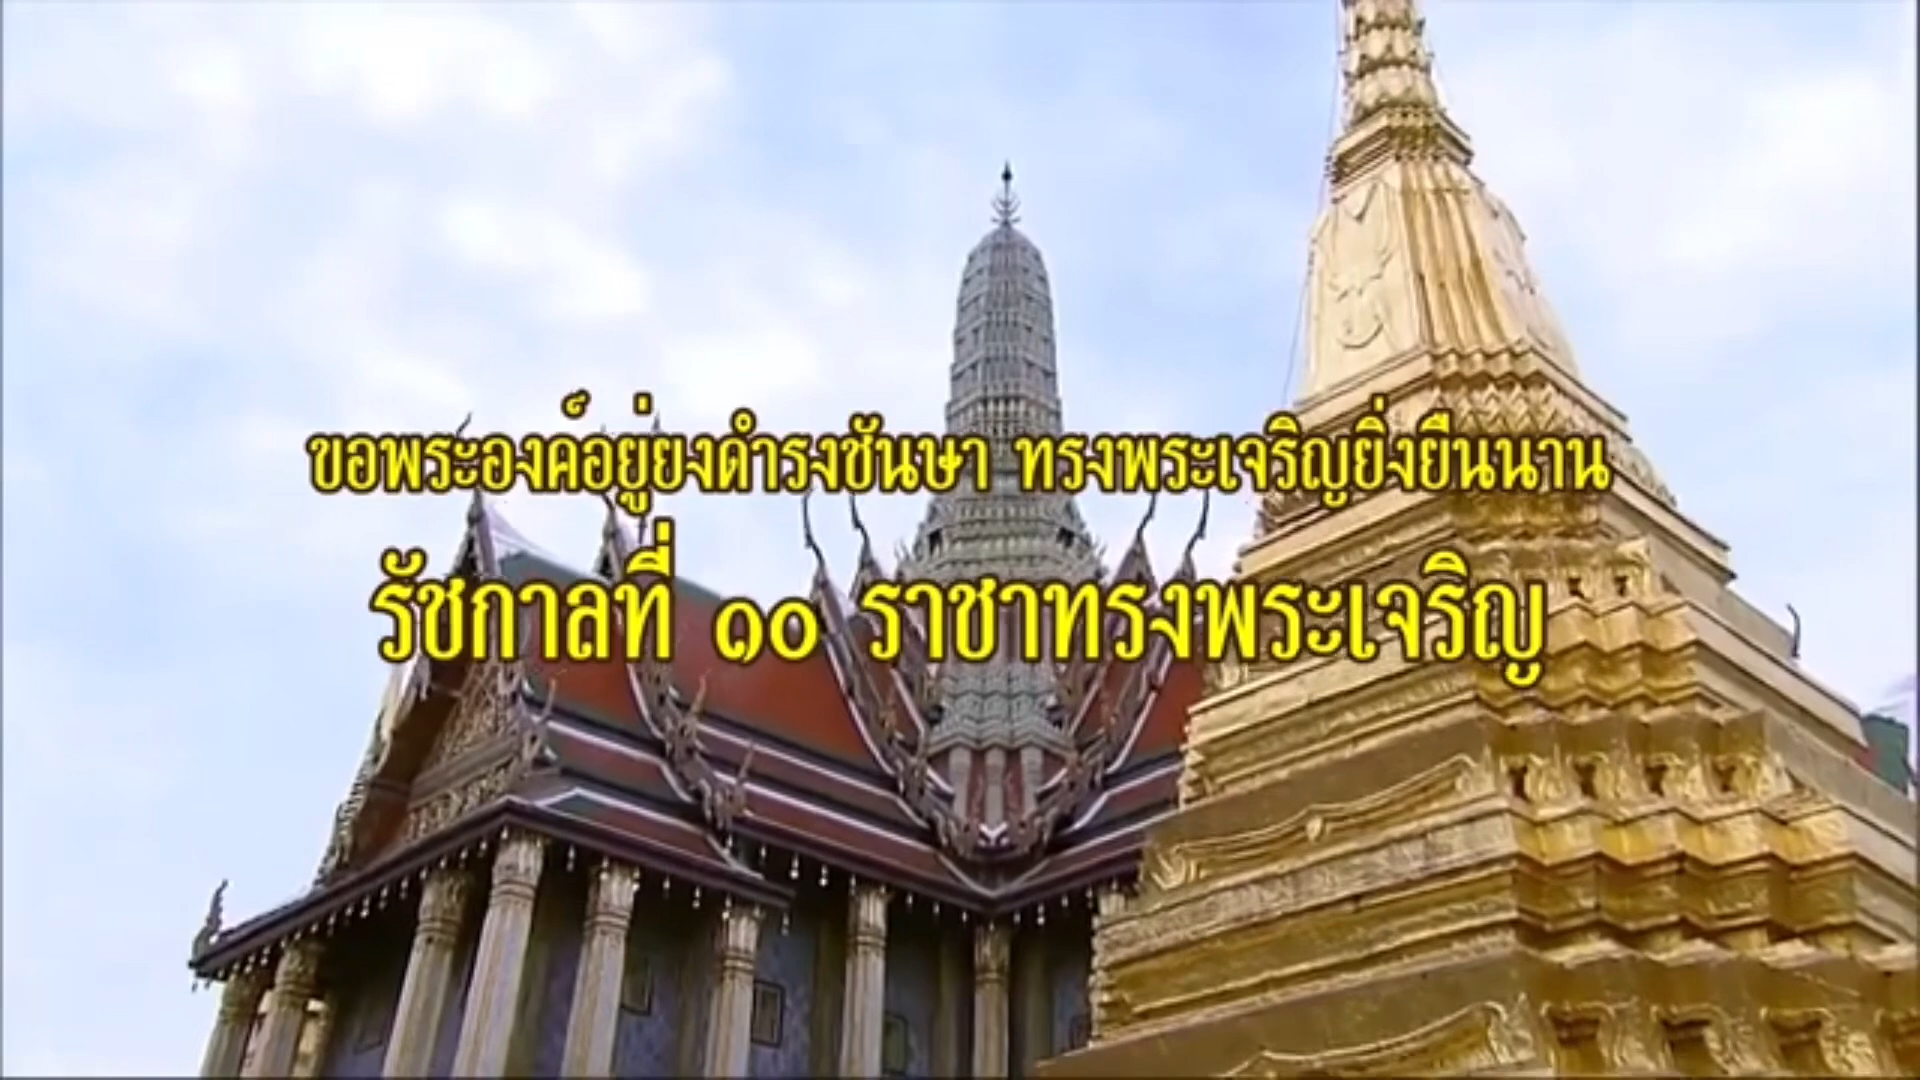 ขอพระองค์อยู่ยงดำรงชันษา ทรงพระเจริญยิ่งยืนนาน
รัชกาลที่ ๑๐ ราชาทรงพระเจริญ